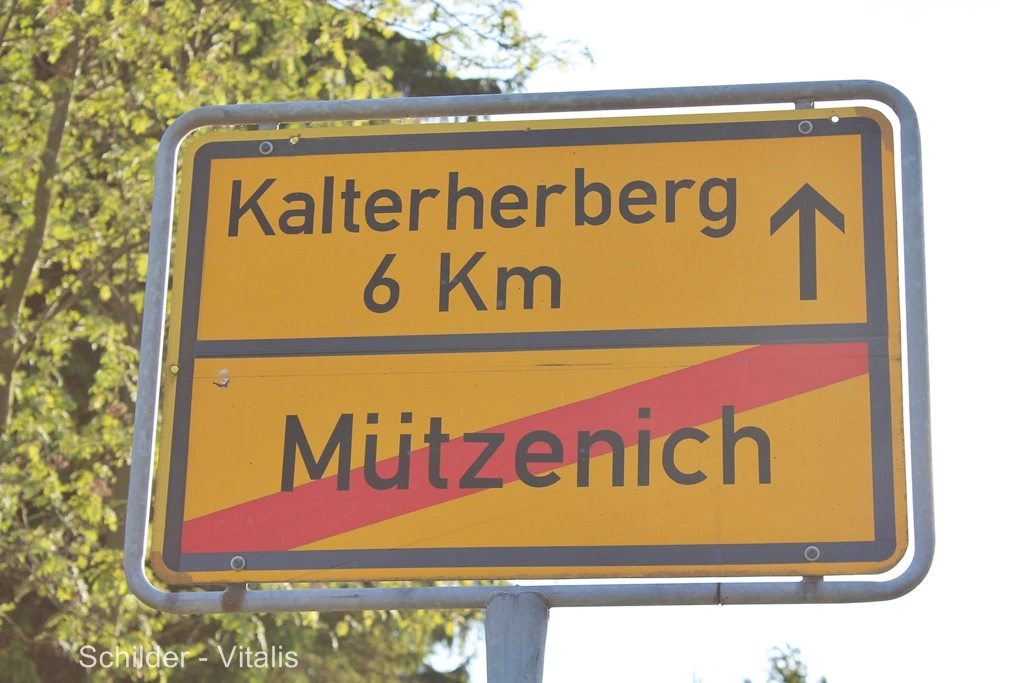 Kalterherberg
6 Km
Mützenich
Schilder - Vitalis